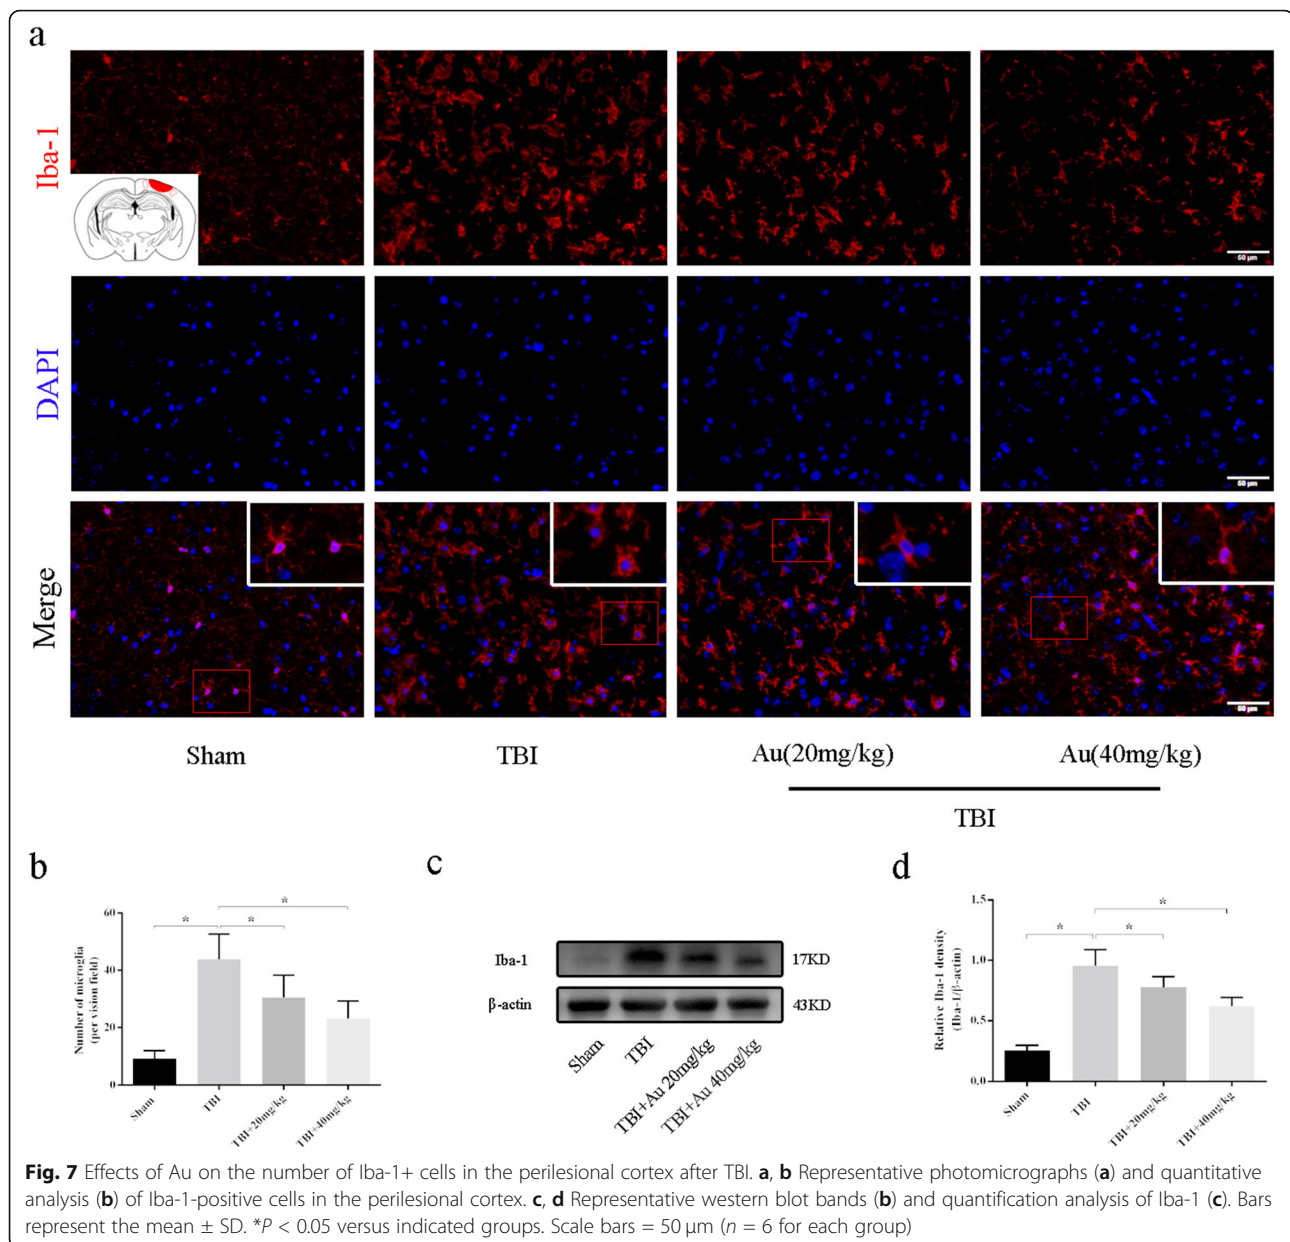 a
Iba-1
50 µm
DAPI
50 µm
Merge
50 µm
Sham TBI Au(20mg/kg) Au(40mg/kg)
TBI
b
Number of microglia
(per vision field)
60
40
20
0
* * *
Sham
TBI
TBI+20mg/kg
TBI+40mg/kg
c
Iba-1 17KD
β-actin 43KD
Sham
TBI
TBI+Au 20mg/kg
TBI+Au 40mg/kg
d
Relative Iba-1 density
(Iba-1/β-actin)
1.5
1.0
0.5
0.0
* * *
Sham
TBI
TBI+20mg/kg
TBI+40mg/kg
Fig. 7 Effects of Au on the number of Iba-1+ cells in the perilesional cortex after TBI. a, b Representative photomicrographs (a) and quantitative
analysis (b) of Iba-1-positive cells in the perilesional cortex. c, d Representative western blot bands (b) and quantification analysis of Iba-1 (c). Bars
represent the mean ± SD. *P < 0.05 versus indicated groups. Scale bars = 50 µm (n = 6 for each group)